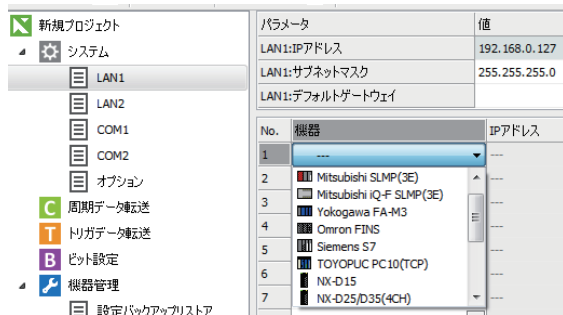 新規プロジェクト
システム
LAN1
LAN2
COM1
COM2
オプション
C 周期データ転送
T トリガデータ転送
B ビット設定
機器管理
設定バックアップリストア
パラメータ 値
LAN1:IPアドレス 192.168.0.127
LAN1:サブネットマスク 255.255.255.0
LAN1:デフォルトゲートウェイ
No. 機器 IPアドレス
1 --- ---
2 ---
3 ---
4 ---
5 ---
6 ---
7 ---
Mitsubishi SLMP(3E)
Mitsubishi iQ-F SLMP(3E)
Yokogawa FA-M3
Omron FINS
Siemens S7
TOYOPUC PC10(TCP)
NX-D15
NX-D25/D35(4CH)